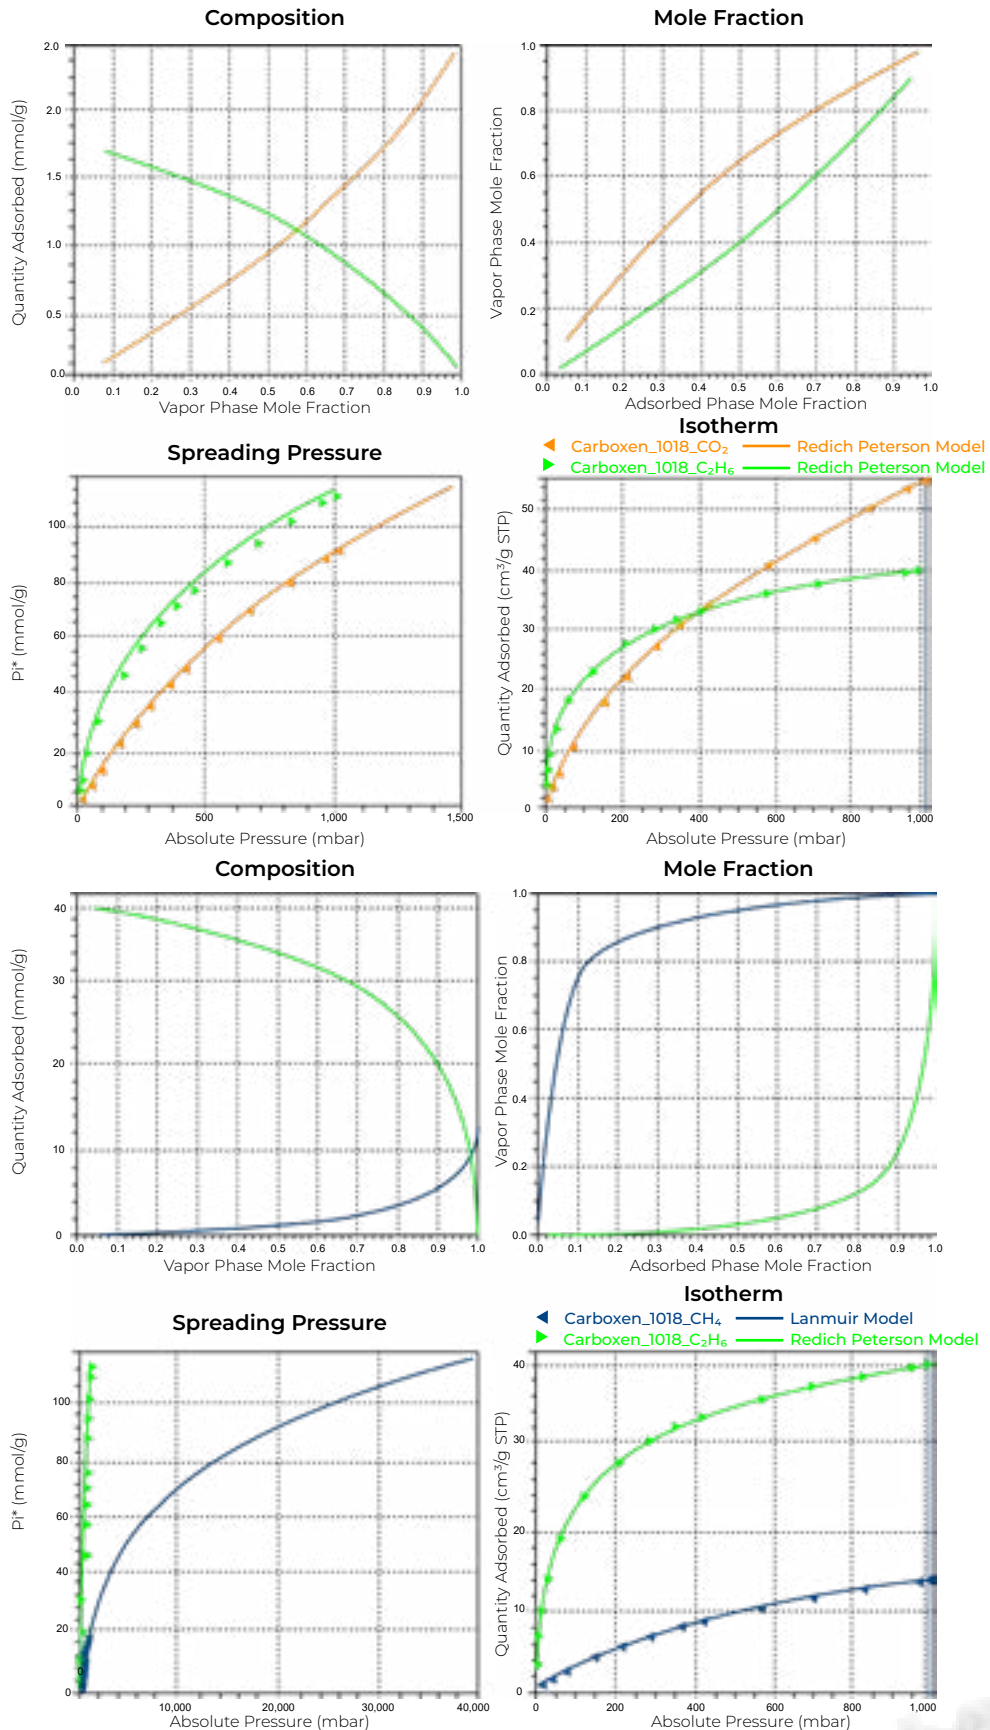 Composition
Quantity Adsorbed (mmol/g)
2.0
2.0
1.5
1.0
0.5
0.0
0.0 0.1 0.2 0.3 0.4 0.5 0.6 0.7 0.8 0.9 1.0
Vapor Phase Mole Fraction
Mole Fraction
Vapor Phase Mole Fraction
1.0
0.8
0.6
0.4
0.2
0.0
0.0 0.1 0.2 0.3 0.4 0.5 0.6 0.7 0.8 0.9 1.0
Adsorbed Phase Mole Fraction
Spreading Pressure
Pi* (mmol/g)
100
80
60
40
20
0
0 500 1,000 1,500
Absolute Pressure (mbar)
Isotherm
Carboxen_1018_CO₂ Redich Peterson Model
Carboxen_1018_C₂H₆ Redich Peterson Model
Quantity Adsorbed (cm³/g STP)
50
40
30
20
10
0
0 200 400 600 800 1,000
Absolute Pressure (mbar)
Composition
Quantity Adsorbed (mmol/g)
40
30
20
10
0
0.0 0.1 0.2 0.3 0.4 0.5 0.6 0.7 0.8 0.9 1.0
Vapor Phase Mole Fraction
Mole Fraction
Vapor Phase Mole Fraction
1.0
0.8
0.6
0.4
0.2
0.0
0.0 0.1 0.2 0.3 0.4 0.5 0.6 0.7 0.8 0.9 1.0
Adsorbed Phase Mole Fraction
Spreading Pressure
Pi* (mmol/g)
100
80
60
40
20
0
0
10,000 20,000 30,000 40,000
Absolute Pressure (mbar)
Isotherm
Carboxen_1018_CH₄ Lanmuir Model
Carboxen_1018_C₂H₆ Redich Peterson Model
Quantity Adsorbed (cm³/g STP)
40
30
20
10
0
0 200 400 600 800 1,000
Absolute Pressure (mbar)